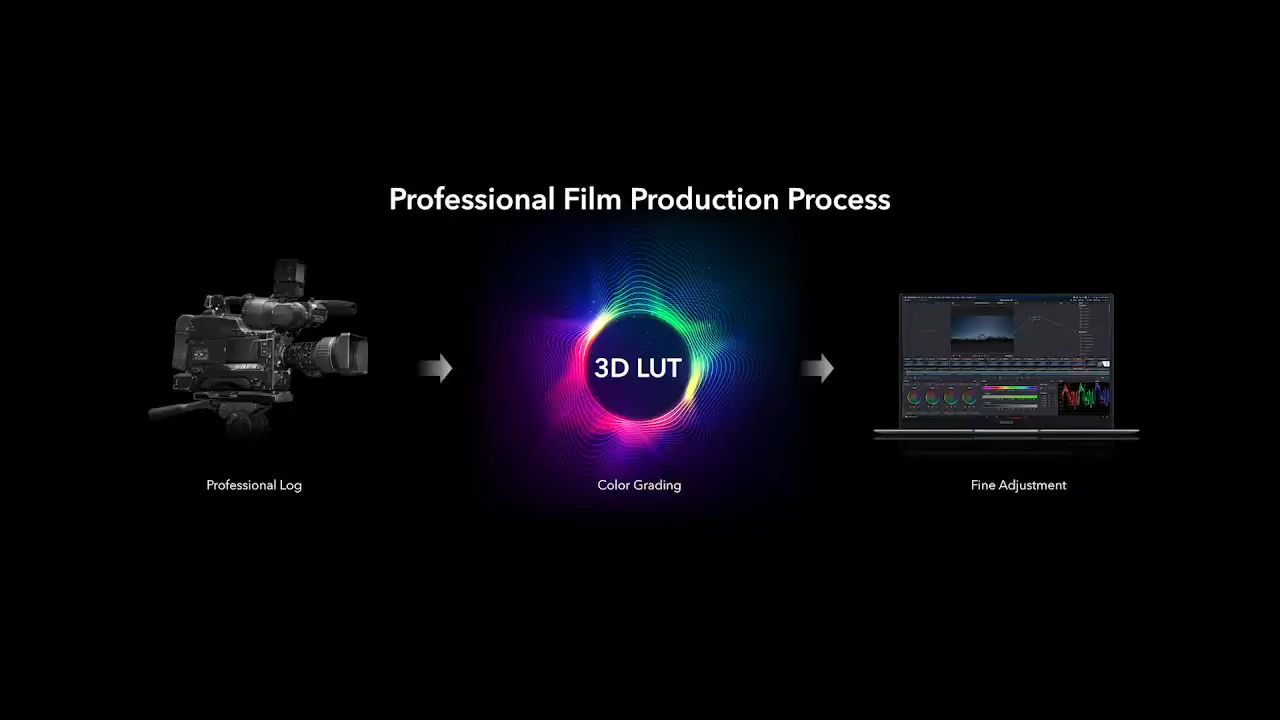 Professional Film Production Process
3D LUT
Professional Log
Color Grading
Fine Adjustment